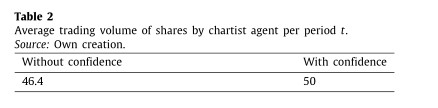 Table 2
Average trading volume of shares by chartist agent per period t.
Source: Own creation.
Without confidence With confidence
46.4 50